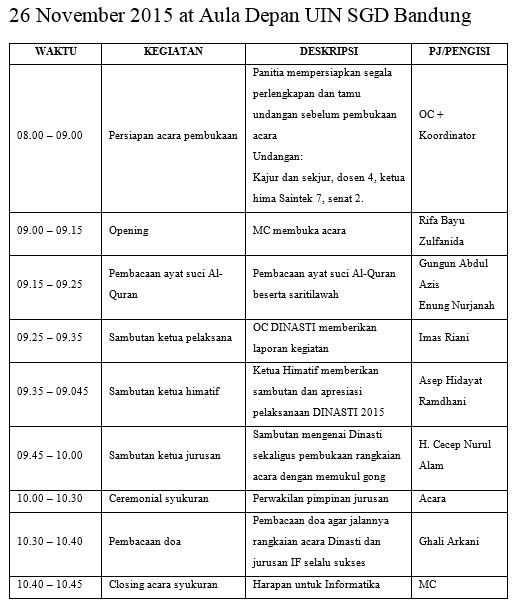 26 November 2015 at Aula Depan UIN SGD Bandung
WAKTU KEGIATAN DESKRIPSI PJ/PENGISI
08.00 – 09.00 Persiapan acara pembukaan
Panitia mempersiapkan segala
perlengkapan dan tamu
undangan sebelum pembukaan
acara
Undangan:
Kajur dan sekjur, dosen 4, ketua
hima Saintek 7, senat 2.
OC +
Koordinator
09.00 – 09.15 Opening MC membuka acara
Rifa Bayu
Zulfanida
09.15 – 09.25
Pembacaan ayat suci Al-
Quran
Pembacaan ayat suci Al-Quran
beserta saritilawah
Gungun Abdul
Azis
Enung Nurjanah
09.25 – 09.35 Sambutan ketua pelaksana
OC DINASTI memberikan
laporan kegiatan
Imas Riani
09.35 – 09.045 Sambutan ketua himatif
Ketua Himatif memberikan
sambutan dan apresiasi
pelaksanaan DINASTI 2015
Asep Hidayat
Ramdhani
09.45 – 10.00 Sambutan ketua jurusan
Sambutan mengenai Dinasti
sekaligus pembukaan rangkaian
acara dengan memukul gong
H. Cecep Nurul
Alam
10.00 – 10.30 Ceremonial syukuran Perwakilan pimpinan jurusan Acara
10.30 – 10.40 Pembacaan doa
Pembacaan doa agar jalannya
rangkaian acara Dinasti dan
jurusan IF selalu sukses
Ghali Arkani
10.40 – 10.45 Closing acara syukuran Harapan untuk Informatika MC